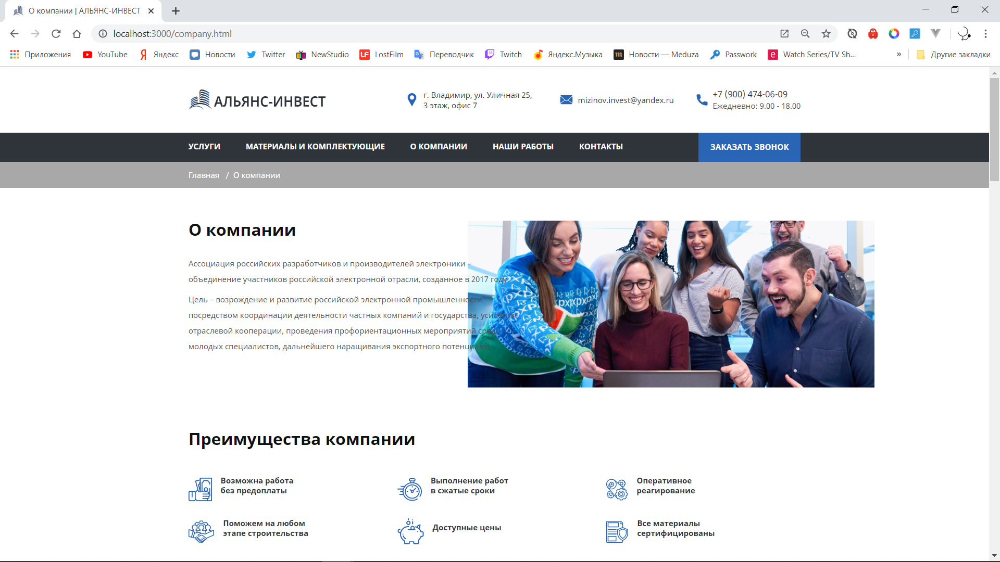 О компании | АЛЬЯНС-ИНВЕСТ
localhost:3000/company.html
Приложения YouTube Яндекс Новости Twitter NewStudio LostFilm Переводчик Twitch Яндекс.Музыка Новости — Meduza Passwork Watch Series/TV Sh... » Другие закладки
АЛЬЯНС-ИНВЕСТ
г. Владимир, ул. Уличная 25,
3 этаж, офис 7
mizinov.invest@yandex.ru
+7 (900) 474-06-09
Ежедневно: 9.00 - 18.00
УСЛУГИ МАТЕРИАЛЫ И КОМПЛЕКТУЮЩИЕ О КОМПАНИИ НАШИ РАБОТЫ КОНТАКТЫ ЗАКАЗАТЬ ЗВОНОК
Главная / О компании
О компании
Ассоциация российских разработчиков и производителей электроники –
объединение участников российской электронной отрасли, созданное в 2017 году.
Цель – возрождение и развитие российской электронной промышленности
посредством координации деятельности частных компаний и государства, усиления
отраслевой кооперации, проведения профориентационных мероприятий среди
молодых специалистов, дальнейшего наращивания экспортного потенциала.
Преимущества компании
Возможна работа
без предоплаты
Выполнение работ
в сжатые сроки
Оперативное
реагирование
Поможем на любом
этапе строительства
Доступные цены
Все материалы
сертифицированы